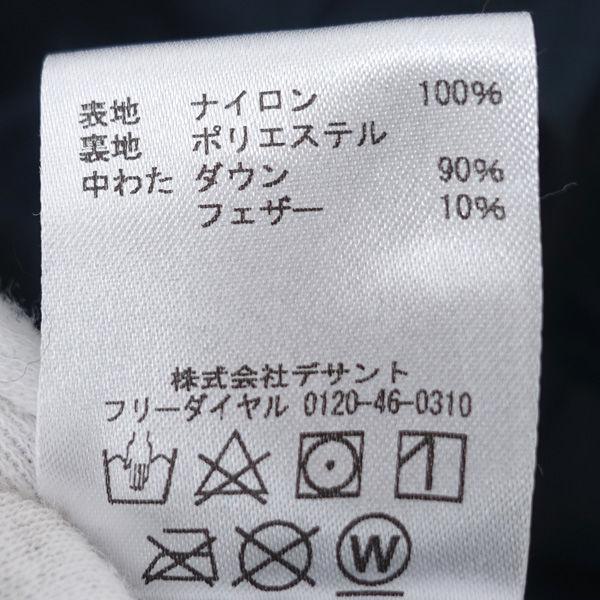 表地 ナイロン 100%
裏地 ポリエステル
中わた ダウン 90%
フェザー 10%
株式会社デサント
フリーダイヤル 0120-46-0310
W